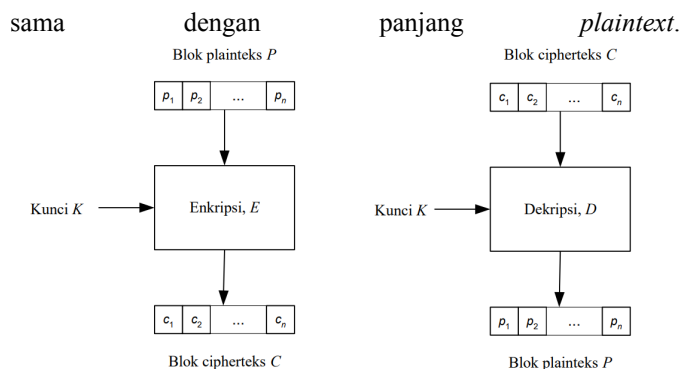 sama dengan panjang plaintext.
Blok plainteks P Blok cipherteks C
p1 p2 ... pn c1 c2 ... cn
Kunci K Enkripsi, E Kunci K Dekripsi, D
c1 c2 ... cn p1 p2 ... pn
Blok cipherteks C Blok plainteks P